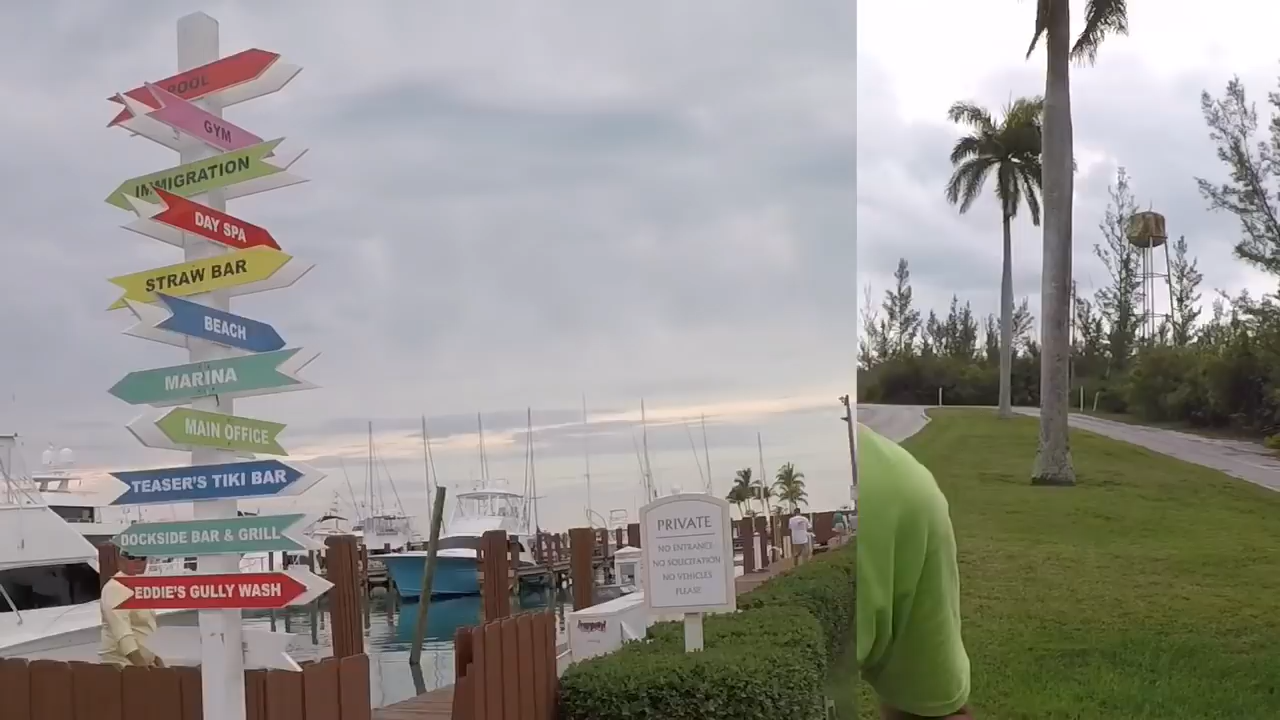 POOL
GYM
IMMIGRATION
DAY SPA
STRAW BAR
BEACH
MARINA
MAIN OFFICE
TEASER'S TIKI BAR
DOCKSIDE BAR & GRILL
EDDIE'S GULLY WASH
PRIVATE
NO ENTRANCE
NO SOLICITATION
NO VEHICLES
PLEASE